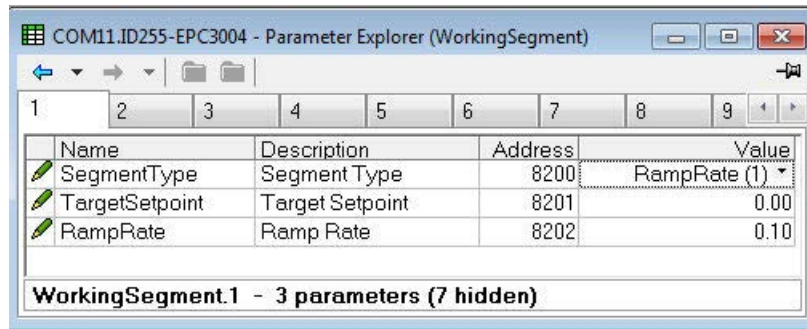 COM11.ID255-EPC3004 - Parameter Explorer (WorkingSegment)
1 2 3 4 5 6 7 8 9
Name Description Address Value
SegmentType Segment Type 8200 RampRate (1)
TargetSetpoint Target Setpoint 8201 0.00
RampRate Ramp Rate 8202 0.10
WorkingSegment.1 - 3 parameters (7 hidden)